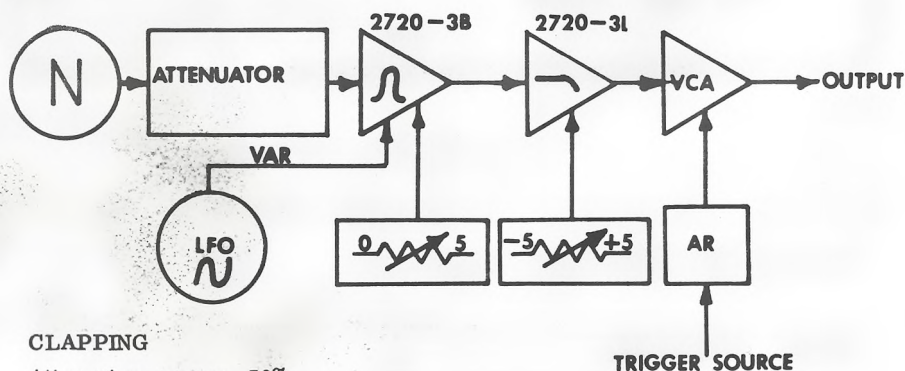 2720-3B 2720-3L
N ATTENUATOR VCA OUTPUT
VAR
LFO 0 5 -5 +5 AR
CLAPPING
TRIGGER SOURCE